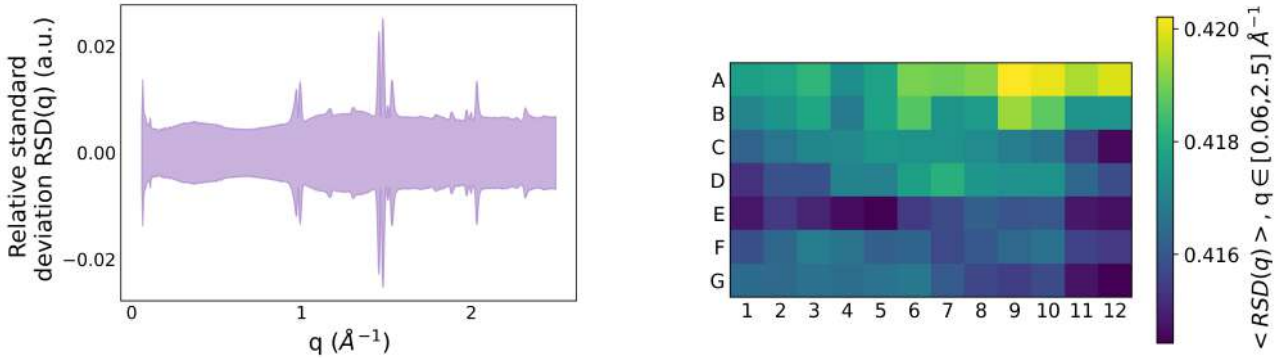 Relative standard
deviation RSD(q) (a.u.)
0.02
0.00
−0.02
0
1
2
q (Å⁻¹)
A
B
C
D
E
F
G
1 2 3 4 5 6 7 8 9 10 11 12
0.420
0.418
0.416
< RSD(q) > , q ∈ [0.06,2.5] Å⁻¹